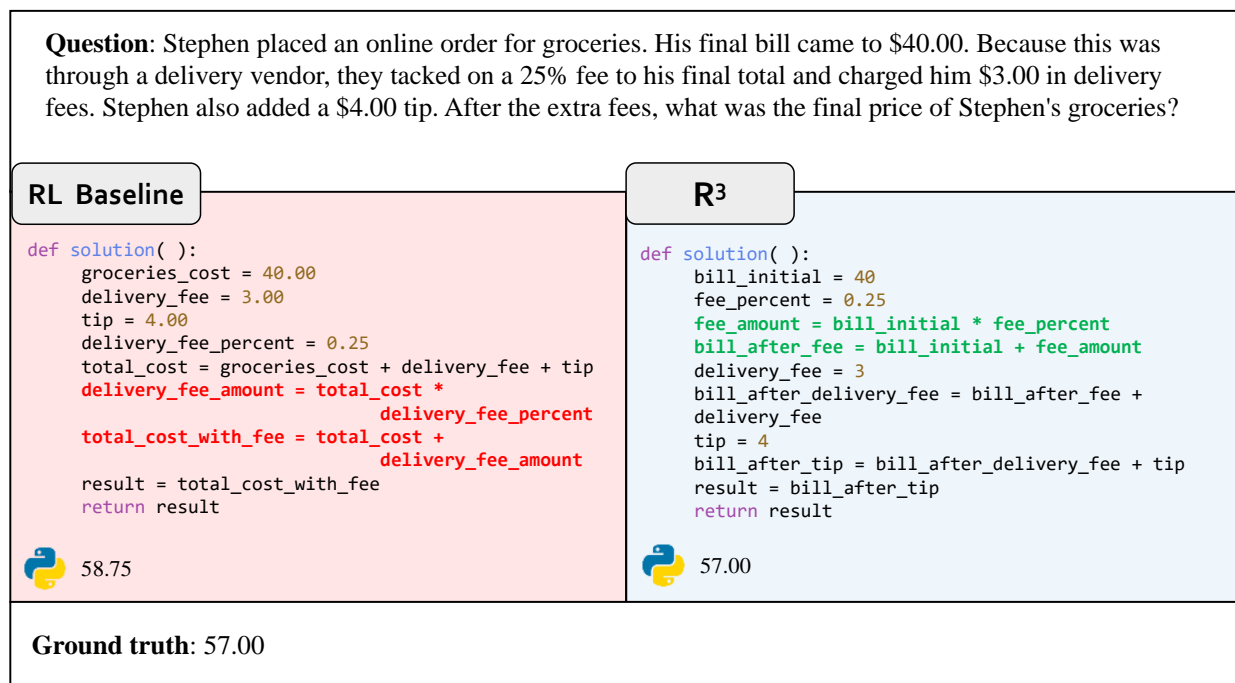 Question: Stephen placed an online order for groceries. His final bill came to $40.00. Because this was
through a delivery vendor, they tacked on a 25% fee to his final total and charged him $3.00 in delivery
fees. Stephen also added a $4.00 tip. After the extra fees, what was the final price of Stephen's groceries?
RL Baseline
def solution( ):
groceries_cost = 40.00
delivery_fee = 3.00
tip = 4.00
delivery_fee_percent = 0.25
total_cost = groceries_cost + delivery_fee + tip
delivery_fee_amount = total_cost *
delivery_fee_percent
total_cost_with_fee = total_cost +
delivery_fee_amount
result = total_cost_with_fee
return result
58.75
R³
def solution( ):
bill_initial = 40
fee_percent = 0.25
fee_amount = bill_initial * fee_percent
bill_after_fee = bill_initial + fee_amount
delivery_fee = 3
bill_after_delivery_fee = bill_after_fee +
delivery_fee
tip = 4
bill_after_tip = bill_after_delivery_fee + tip
result = bill_after_tip
return result
57.00
Ground truth: 57.00